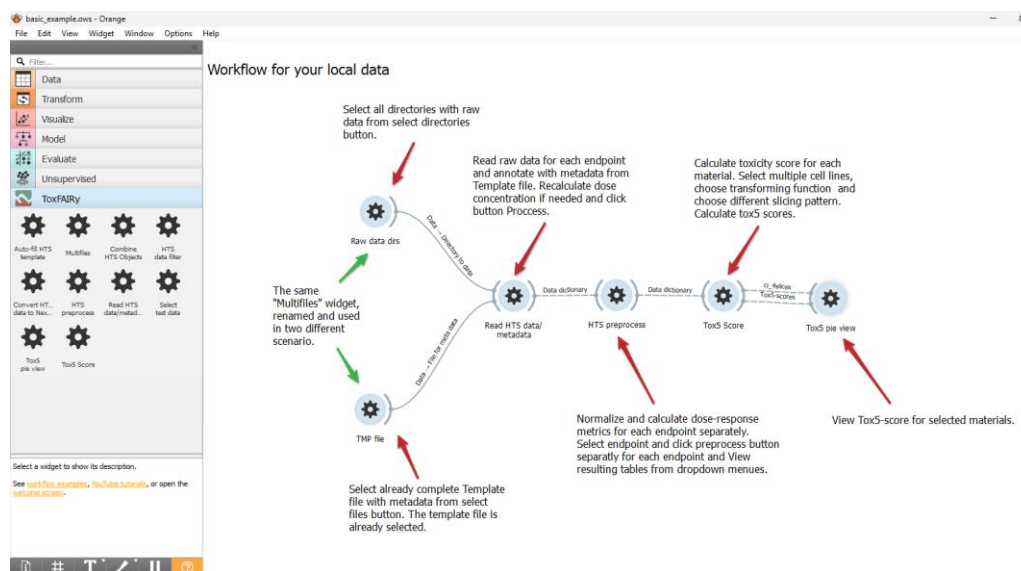 basic_example.ows - Orange
File Edit View Widget Window Options Help
Filter...
Data
Transform
Visualize
Model
Evaluate
Unsupervised
ToxFAIRy
Auto-fill HTS
template
Multifiles
Combine
HTS Objects
HTS
data filter
Convert HT...
data to Nex...
HTS
preprocess
Read HTS
data/metad...
Select
test data
Tox5
pie view
Tox5 Score
Select a widget to show its description.
See workflow examples, YouTube tutorials, or open the
welcome screen.
Workflow for your local data
Select all directories with raw
data from select directories
button.
Raw data dirs
Data → Directory to data
Read raw data for each endpoint
and annotate with metadata from
Template file. Recalculate dose
concentration if needed and click
button Proccess.
Calculate toxicity score for each
material. Select multiple cell lines,
choose transforming function and
choose different slicing pattern.
Calculate tox5 scores.
The same
"Multifiles" widget,
renamed and used
in two different
scenario.
Read HTS data/
metadata
Data dictionary
HTS preprocess
Data dictionary
Tox5 Score
Tox5-scores
Tox5 pie view
Data → File for meta data
TMP file
Normalize and calculate dose-response
metrics for each endpoint separately.
Select endpoint and click preprocess button
separatly for each endpoint and View
resulting tables from dropdown menues.
View Tox5-score for selected materials.
Select already complete Template
file with metadata from select
files button. The template file is
already selected.